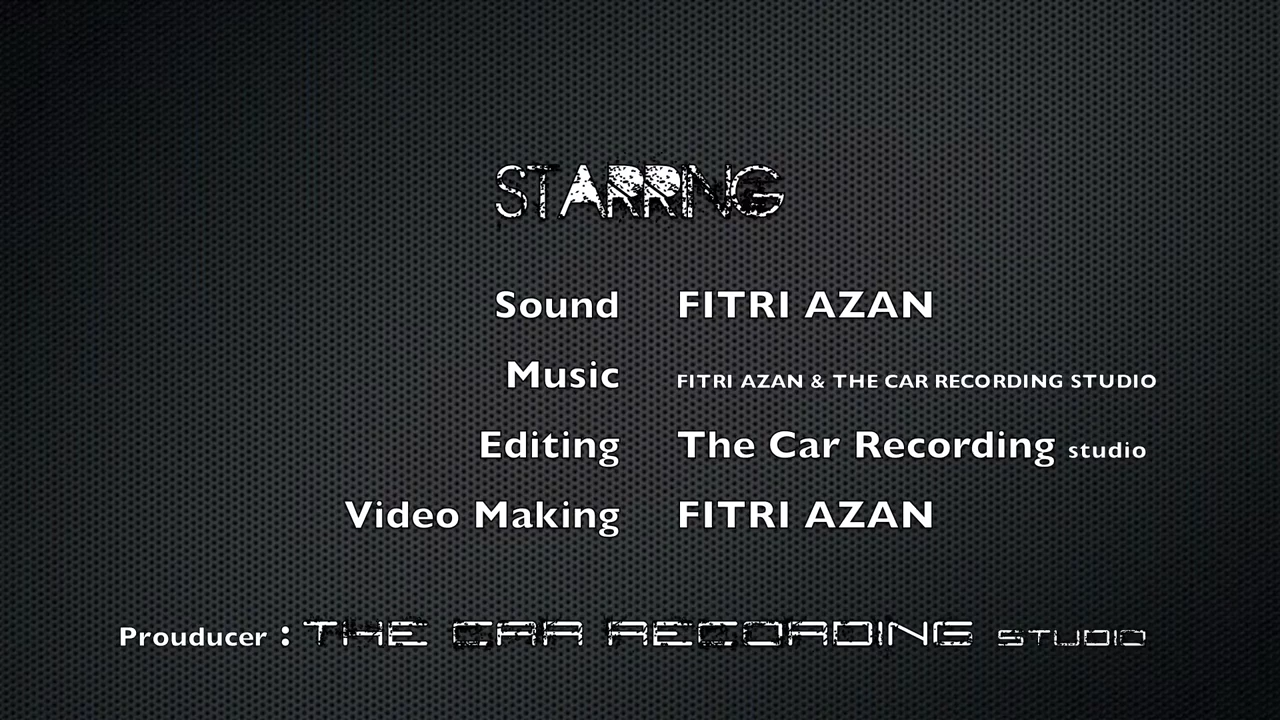 STARRING
Sound FITRI AZAN
Music FITRI AZAN & THE CAR RECORDING STUDIO
Editing The Car Recording studio
Video Making FITRI AZAN
Prouducer : THE CAR RECORDING STUDIO